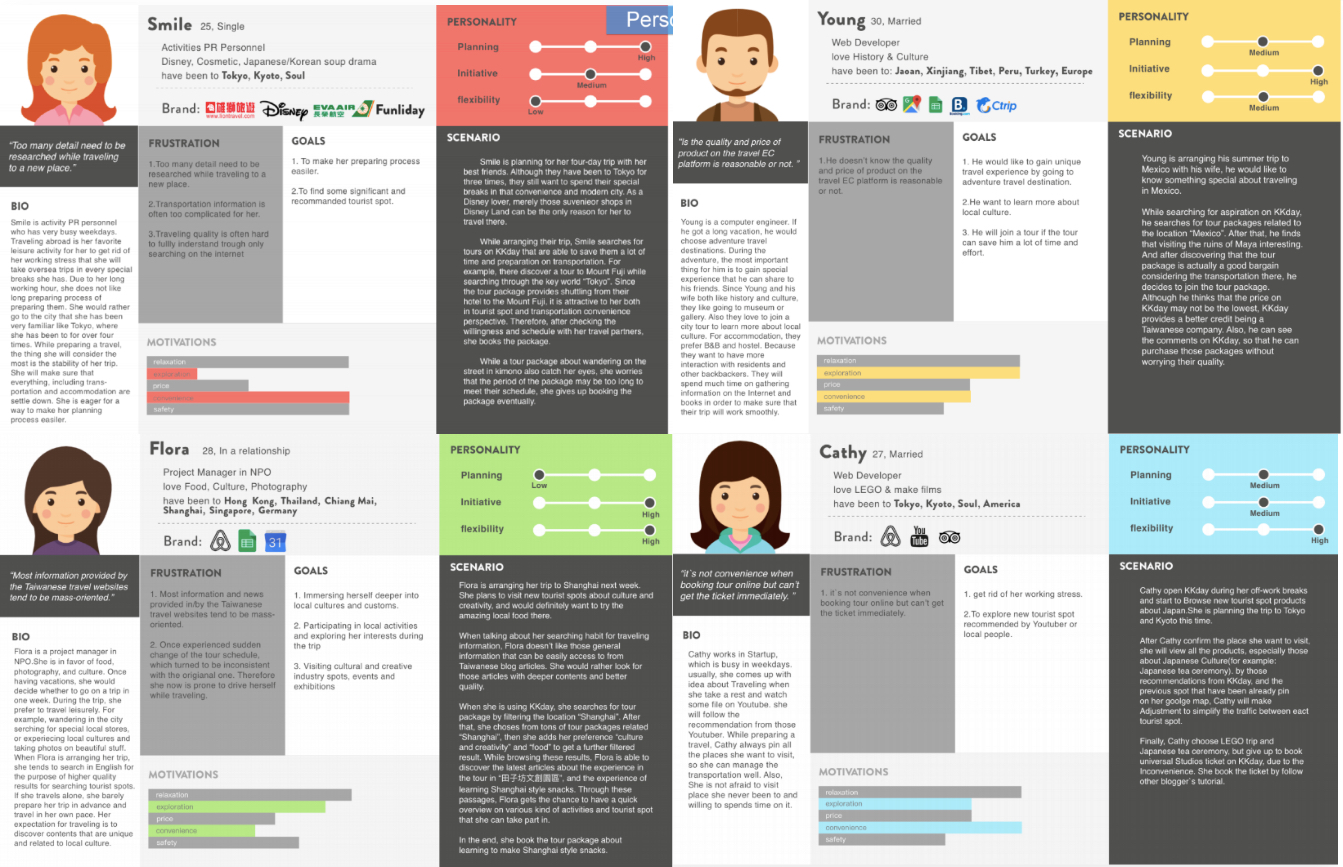 Smile 25, Single
Activities PR Personnel
Disney, Cosmetic, Japanese/Korean soup drama
have been to Tokyo, Kyoto, Soul
Brand: 雄獅旅遊 www.liontravel.com Disney EVA AIR 長榮航空 Funliday
"Too many detail need to be
researched while traveling
to a new place."
BIO
Smile is activity PR personnel
who has very busy weekdays.
Traveling abroad is her favorite
leisure activity for her to get rid of
her working stress that she will
take oversea trips in every special
breaks she has. Due to her long
working hour, she does not like
long preparing process of
preparing them. She would rather
go to the city that she has been
very familiar like Tokyo, where
she has been to for over four
times. While preparing a travel,
the thing she will consider the
most is the stability of her trip.
She will make sure that
everything, including trans-
portation and accommodation are
settle down. She is eager for a
way to make her planning
process easier.
FRUSTRATION
1.Too many detail need to be
researched while traveling to a
new place.
2.Transportation information is
often too complicated for her.
3.Traveling quality is often hard
to fullly inderstand trough only
searching on the internet
GOALS
1. To make her preparing process
easier.
2.To find some significant and
recommanded tourist spot.
MOTIVATIONS
relaxation
exploration
price
convenience
safety
PERSONALITY
Perso
Planning
High
Initiative
Medium
flexibility
Low
SCENARIO
Smile is planning for her four-day trip with her
best friends. Although they have been to Tokyo for
three times, they still want to spend their special
breaks in that convenience and modern city. As a
Disney lover, merely those suveniecr shops in
Disney Land can be the only reason for her to
travel there.
While arranging their trip, Smile searches for
tours on KKday that are able to save them a lot of
time and preparation on transportation. For
example, there discover a tour to Mount Fuji while
searching through the key world "Tokyo". Since
the tour package provides shuttling from their
hotel to the Mount Fuji. it is attractive to her both
in tourist spot and transportation convenience
perspective. Therefore, after checking the
willingness and schedule with her travel partners,
she books the package.
While a tour package about wandering on the
street in kimono also catch her eyes, she worries
that the period of the package may be too long to
meet their schedule, she gives up booking the
package eventually.
Young 30, Married
Web Developer
love History & Culture
have been to: Jaoan, Xinjiang, Tibet, Peru, Turkey, Europe
Brand: B. Booking.com Ctrip
"Is the quality and price of
product on the travel EC
platform is reasonable or not. "
BIO
Young is a computer engineer. If
he got a long vacation, he would
choose adventure travel
destinations. During the
adventure, the most important
thing for him is to gain special
experience that he can share to
his friends. Since Young and his
wife both like history and culture,
they like going to museum or
gallery. Also they love to join a
city tour to learn more about local
culture. For accommodation, they
prefer B&B and hostel. Because
they want to have more
interaction with residents and
other backbackers. They will
spend much time on gathering
information on the Internet and
books in order to make sure that
their trip will work smoothly.
FRUSTRATION
1.He doesn't know the quality
and price of product on the
travel EC platform is reasonable
or not.
GOALS
1. He would like to gain unique
travel experience by going to
adventure travel destination.
2.He want to learn more about
local culture.
3. He will join a tour if the tour
can save him a lot of time and
effort.
MOTIVATIONS
relaxation
exploration
price
convenience
safety
PERSONALITY
Planning
Medium
Initiative
High
flexibility
Medium
SCENARIO
Young is arranging his summer trip to
Mexico with his wife, he would like to
know something special about traveling
in Mexico.
While searching for aspiration on KKday,
he searches for tour packages related to
the location "Mexico". After that, he finds
that visiting the ruins of Maya interesting.
And after discovering that the tour
package is actually a good bargain
considering the transportation there, he
decides to join the tour package.
Although he thinks that the price on
KKday may not be the lowest, KKday
provides a better credit being a
Taiwanese company. Also, he can see
the comments on KKday, so that he can
purchase those packages without
worrying their quality.
Flora 28, In a relationship
Project Manager in NPO
love Food, Culture, Photography
have been to Hong Kong, Thailand, Chiang Mai,
Shanghai, Singapore, Germany
Brand: 31
"Most information provided by
the Taiwanese travel websites
tend to be mass-oriented."
BIO
Flora is a project manager in
NPO.She is in favor of food,
photography, and culture. Once
having vacations, she would
decide whether to go on a trip in
one week. During the trip, she
prefer to travel leisurely. For
example, wandering in the city
serching for special local stores,
or experiecing local cultures and
taking photos on beautiful stuff.
When Flora is arranging her trip,
she tends to search in English for
the purpose of higher quality
results for searching tourist spots.
If she travels alone, she barely
prepare her trip in advance and
travel in her own pace. Her
expectation for traveling is to
discover contents that are unique
and related to local culture.
FRUSTRATION
1. Most information and news
provided in/by the Taiwanese
travel websites tend to be mass-
oriented.
2. Once experienced sudden
change of the tour schedule,
which turned to be inconsistent
with the origianal one. Therefore
she now is prone to drive herself
while traveling.
GOALS
1. Immersing herself deeper into
local cultures and customs.
2. Participating in local activities
and exploring her interests during
the trip
3. Visiting cultural and creative
industry spots, events and
exhibitions
MOTIVATIONS
relaxation
exploration
price
convenience
safety
PERSONALITY
Planning
Low
Initiative
High
flexibility
High
SCENARIO
Flora is arranging her trip to Shanghai next week.
She plans to visit new tourist spots about culture and
creativity, and would definitely want to try the
amazing local food there.
When talking about her searching habit for traveling
information, Flora doesn't like those general
information that can be easily access to from
Taiwanese blog articles. She would rather look for
those articles with deeper contents and better
quality.
When she is using KKday, she searches for tour
package by filtering the location "Shanghai". After
that, she choses from tons of tour packages related
"Shanghai", then she adds her preference "culture
and creativity" and "food" to get a further filtered
result. While browsing these results, Flora is able to
discover the latest articles about the experience in
the tour in "田子坊文創園區", and the experience of
learning Shanghai style snacks. Through these
passages, Flora gets the chance to have a quick
overview on various kind of activities and tourist spot
that she can take part in.
In the end, she book the tour package about
learning to make Shanghai style snacks.
Cathy 27, Married
Web Developer
love LEGO & make films
have been to Tokyo, Kyoto, Soul, America
Brand: You Tube
"It`s not convenience when
booking tour online but can't
get the ticket immediately. "
BIO
Cathy works in Startup,
which is busy in weekdays.
usually, she comes up with
idea about Traveling when
she take a rest and watch
some file on Youtube. she
will follow the
recommendation from those
Youtuber. While preparing a
travel, Cathy always pin all
the places she want to visit,
so she can manage the
transportation well. Also,
She is not afraid to visit
place she never been to and
willing to spends time on it.
FRUSTRATION
1. it`s not convenience when
booking tour online but can't get
the ticket immediately.
GOALS
1. get rid of her working stress.
2.To explore new tourist spot
recommended by Youtuber or
local people.
MOTIVATIONS
relaxation
exploration
price
convenience
safety
PERSONALITY
Planning
Medium
Initiative
Medium
flexibility
High
SCENARIO
Cathy open KKday during her off-work breaks
and start to Browse new tourist spot products
about Japan.She is planning the trip to Tokyo
and Kyoto this time.
After Cathy confirm the place she want to visit,
she will view all the products, especially those
about Japanese Culture(for example:
Japanese tea ceremony). by those
recommendations from KKday, and the
previous spot that have been already pin
on her goolge map, Cathy will make
Adjustment to simplify the traffic between eact
tourist spot.
Finally, Cathy choose LEGO trip and
Japanese tea ceremony, but give up to book
universal Studios ticket on KKday, due to the
Inconvenience. She book the ticket by follow
other blogger`s tutorial.